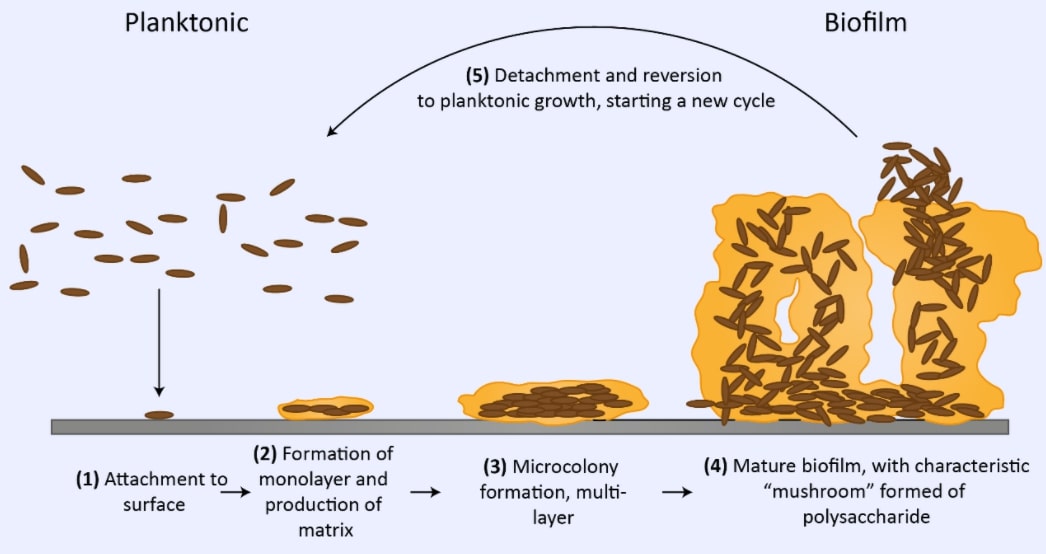 Planktonic
Biofilm
(5) Detachment and reversion
to planktonic growth, starting a new cycle
(1) Attachment to
surface
(2) Formation of
monolayer and
production of
matrix
(3) Microcolony
formation, multi-
layer
(4) Mature biofilm, with characteristic
“mushroom” formed of
polysaccharide